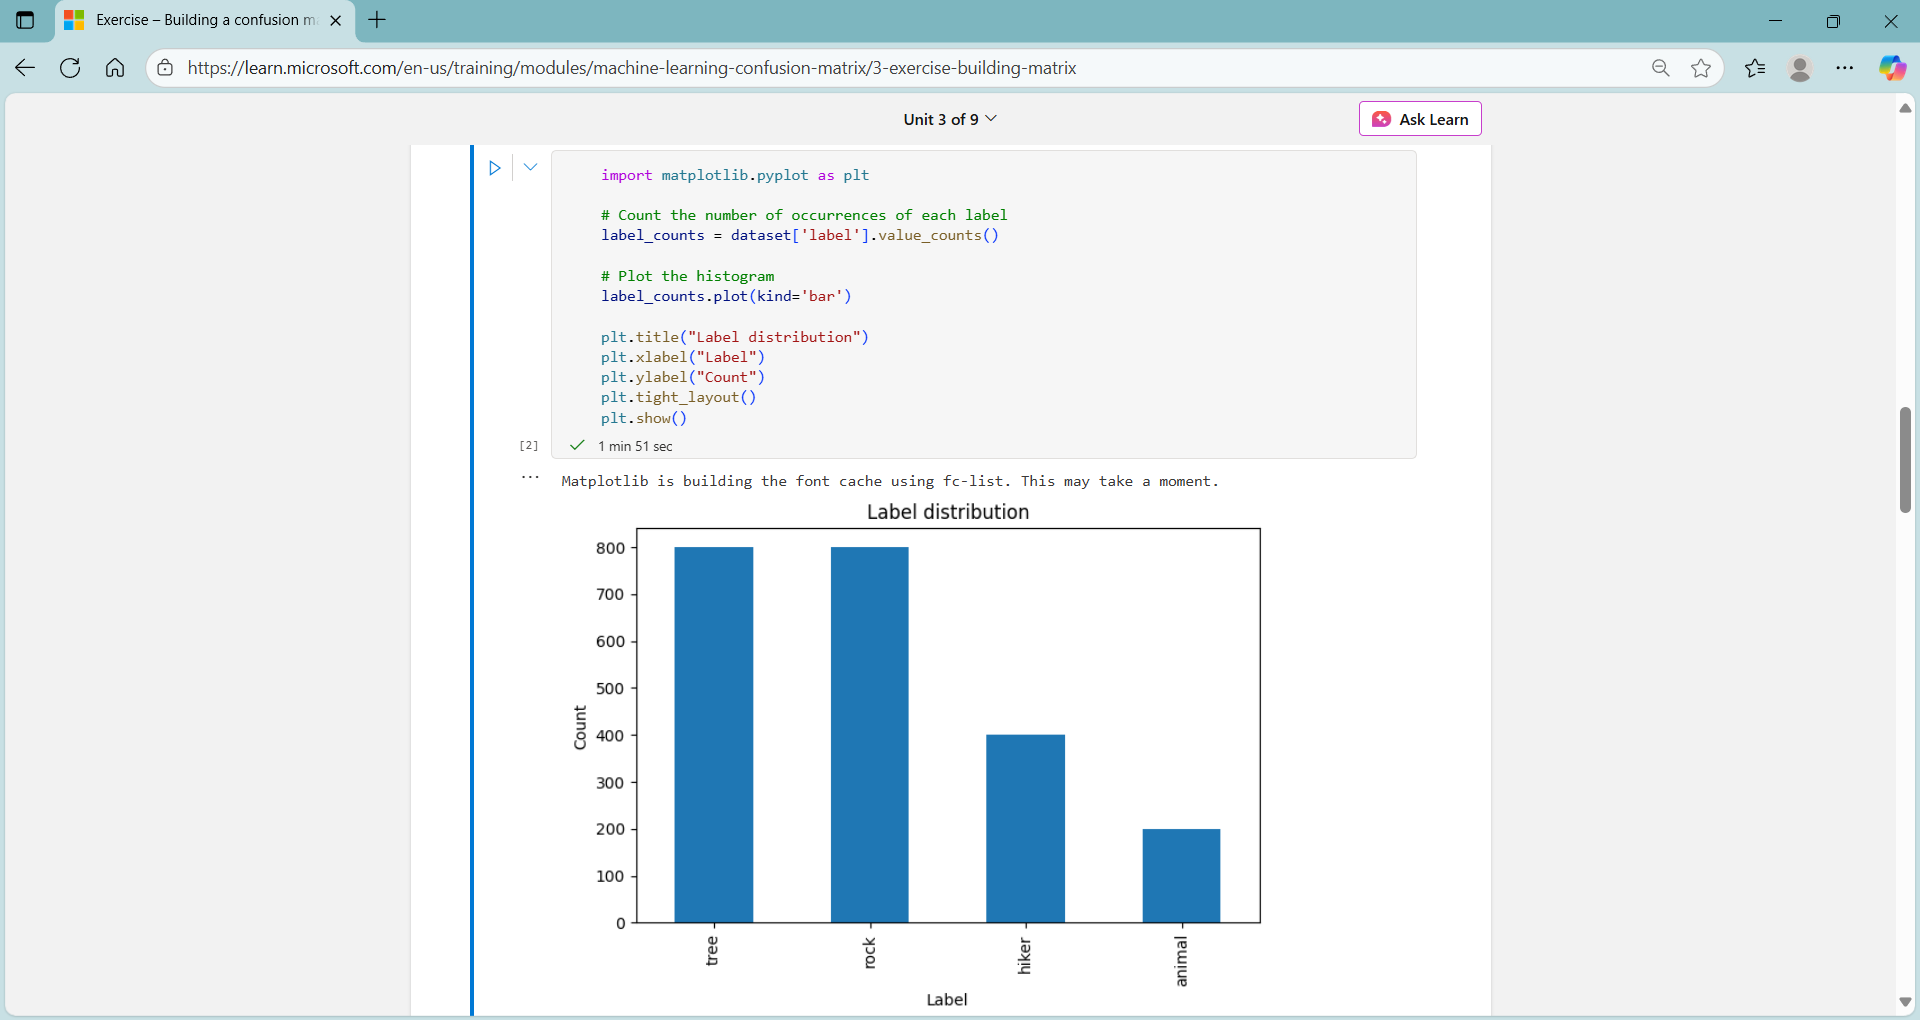 Exercise – Building a confusion m
https://learn.microsoft.com/en-us/training/modules/machine-learning-confusion-matrix/3-exercise-building-matrix
Unit 3 of 9
Ask Learn
import matplotlib.pyplot as plt
# Count the number of occurrences of each label
label_counts = dataset['label'].value_counts()
# Plot the histogram
label_counts.plot(kind='bar')
plt.title("Label distribution")
plt.xlabel("Label")
plt.ylabel("Count")
plt.tight_layout()
plt.show()
[2]
1 min 51 sec
Matplotlib is building the font cache using fc-list. This may take a moment.
Label distribution
800
700
600
500
400
300
200
100
0
Count
tree
rock
hiker
animal
Label